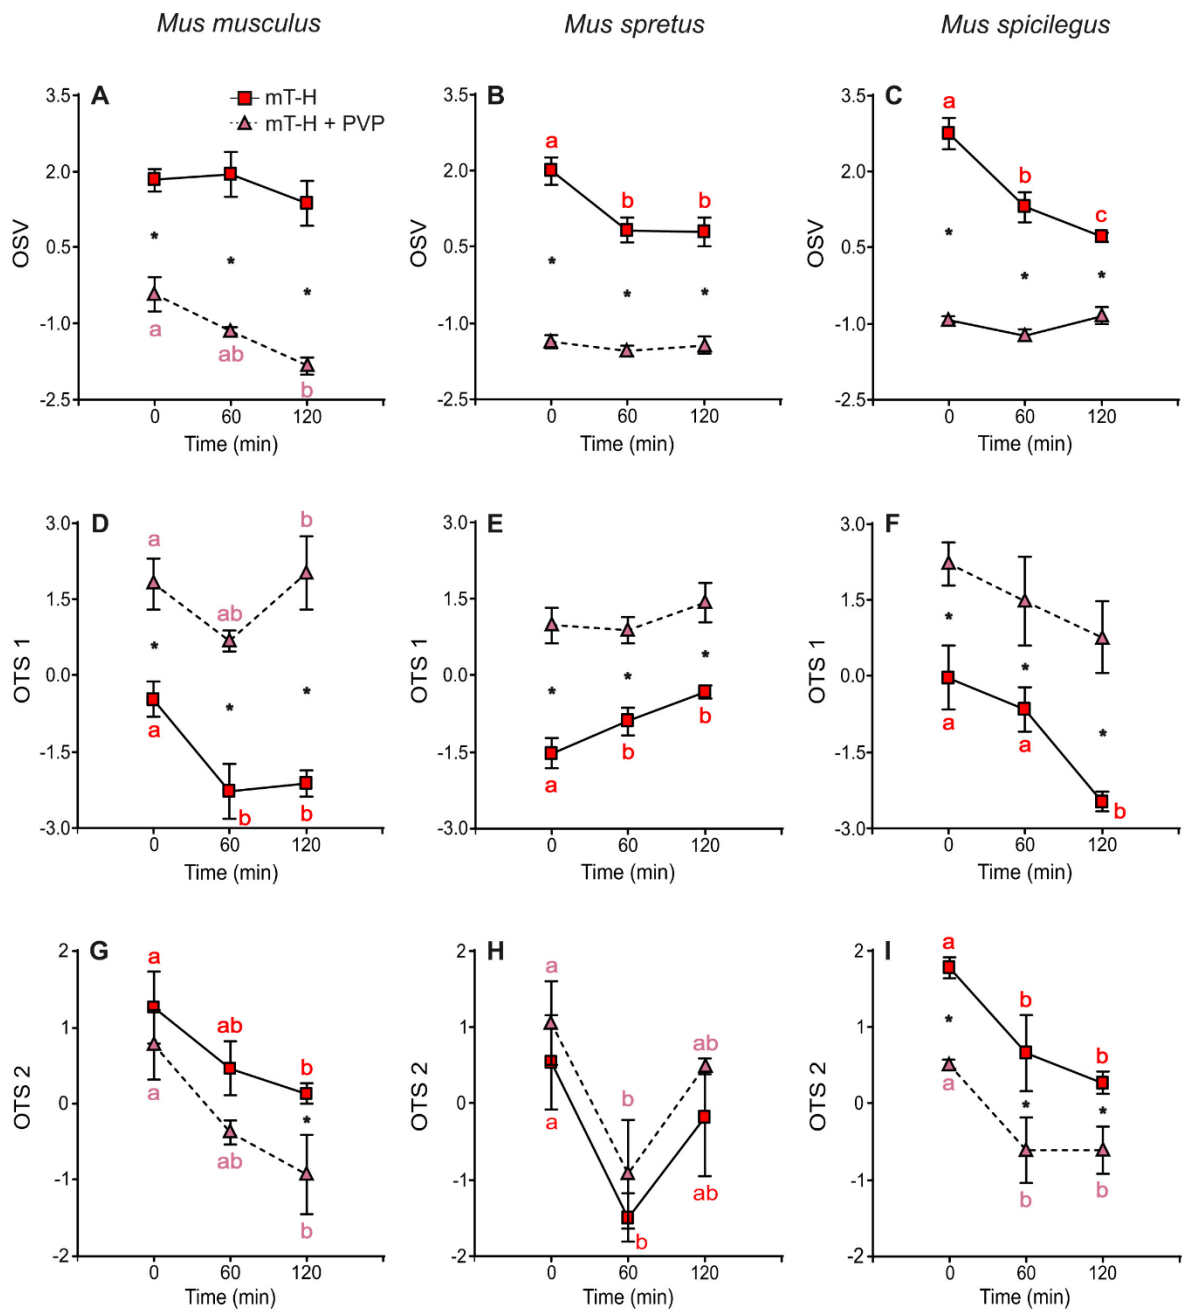 Mus musculus
Mus spretus
Mus spicilegus
A
mT-H
mT-H + PVP
3.5
2.0
0.5
-1.0
-2.5
OSV
*
*
*
a
ab
b
0
60
120
Time (min)
B
3.5
2.0
0.5
-1.0
-2.5
OSV
a
b
b
*
*
*
0
60
120
Time (min)
C
3.5
2.0
0.5
-1.0
-2.5
OSV
a
b
c
*
*
*
0
60
120
Time (min)
D
3.0
1.5
0.0
-1.5
-3.0
OTS 1
a
ab
b
*
*
*
a
b
b
0
60
120
Time (min)
E
3.0
1.5
0.0
-1.5
-3.0
OTS 1
*
*
*
a
b
b
0
60
120
Time (min)
F
3.0
1.5
0.0
-1.5
-3.0
OTS 1
*
*
*
a
a
b
0
60
120
Time (min)
G
2
1
0
-1
-2
OTS 2
a
ab
b
*
a
ab
b
0
60
120
Time (min)
H
2
1
0
-1
-2
OTS 2
a
b
ab
a
b
ab
0
60
120
Time (min)
I
2
1
0
-1
-2
OTS 2
a
b
b
*
*
*
a
b
b
0
60
120
Time (min)